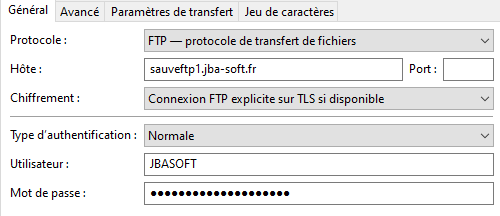 Général Avancé Paramètres de transfert Jeu de caractères
Protocole : FTP — protocole de transfert de fichiers
Hôte : sauveftp1.jba-soft.fr Port :
Chiffrement : Connexion FTP explicite sur TLS si disponible
Type d'authentification : Normale
Utilisateur : JBASOFT
Mot de passe : ●●●●●●●●●●●●●●●●●●●●